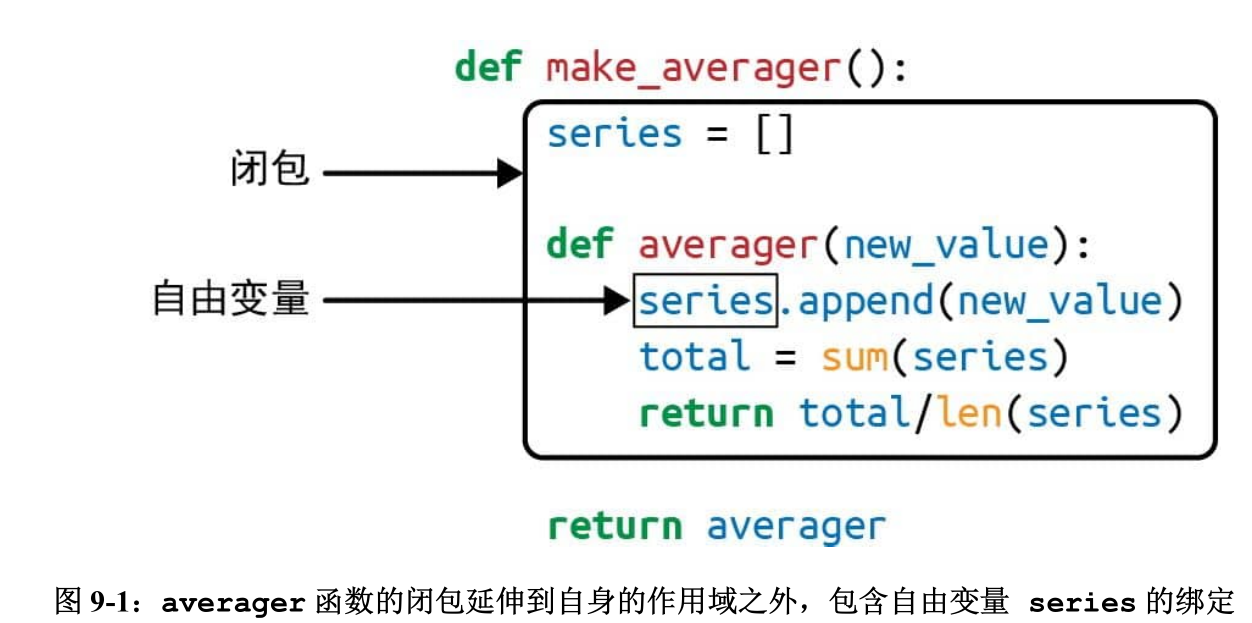 def make_averager():
series = []
闭包
def averager(new_value):
自由变量
series.append(new_value)
total = sum(series)
return total/len(series)
return averager
图 9-1：averager 函数的闭包延伸到自身的作用域之外，包含自由变量 series 的绑定